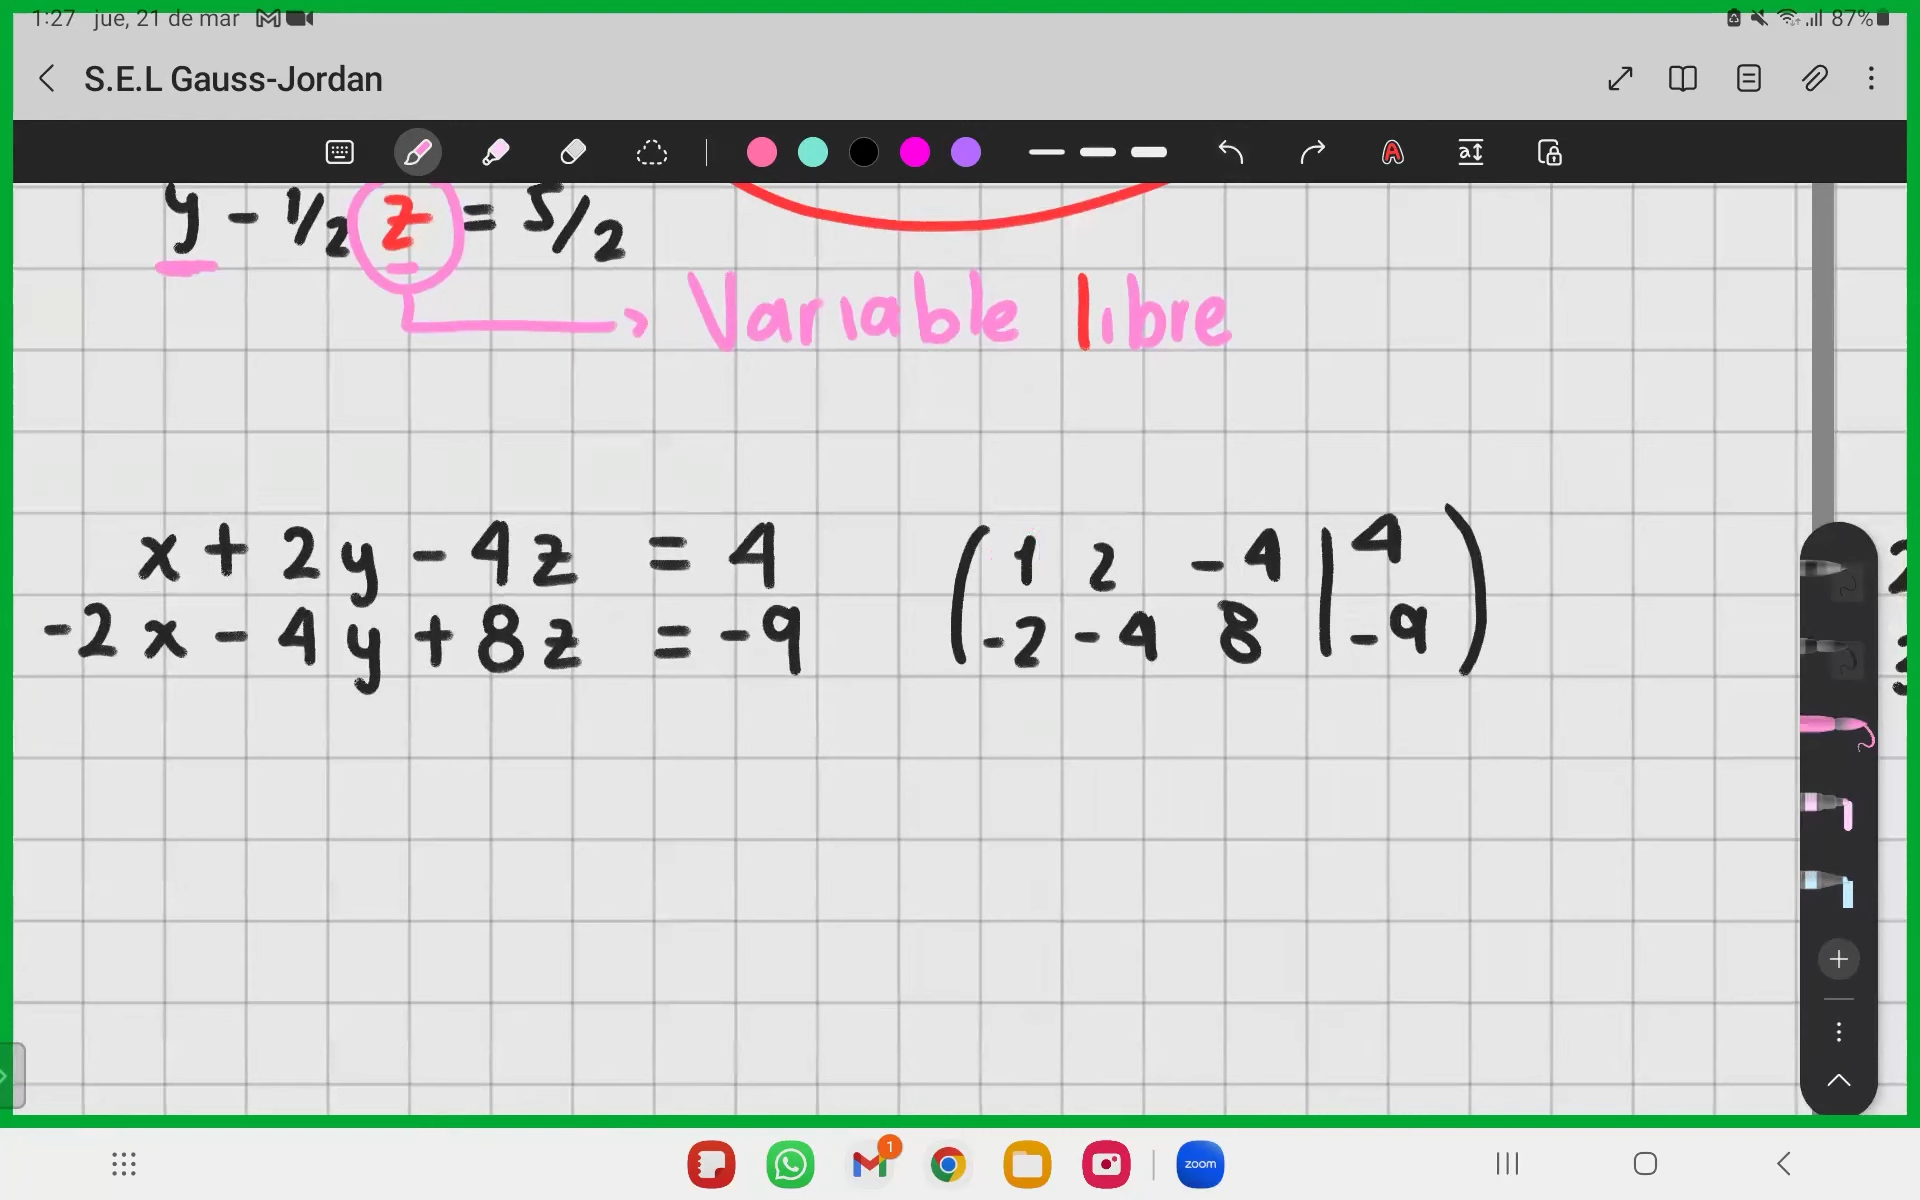 1:27 jue, 21 de mar 87%
S.E.L Gauss-Jordan
y - 1/2 z = 5/2
Variable libre
x + 2y - 4z = 4 ( 1 2 -4 | 4 )
-2x - 4y + 8z = -9 ( -2 -4 8 | -9 )
1
zoom